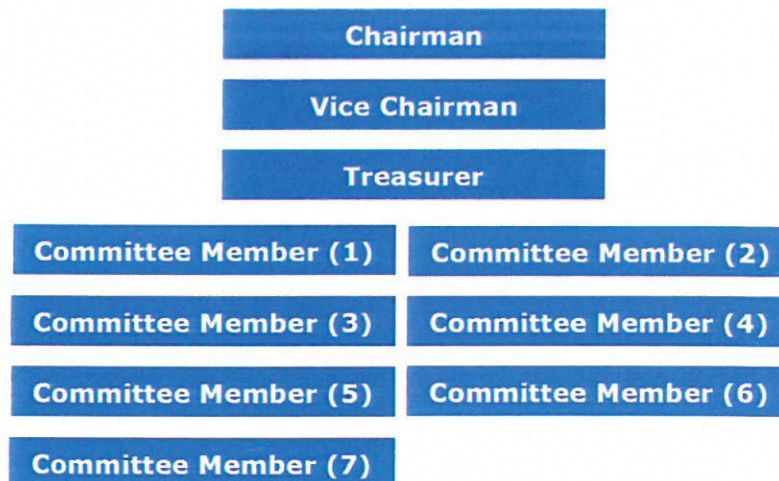 Chairman
Vice Chairman
Treasurer
Committee Member (1)
Committee Member (2)
Committee Member (3)
Committee Member (4)
Committee Member (5)
Committee Member (6)
Committee Member (7)